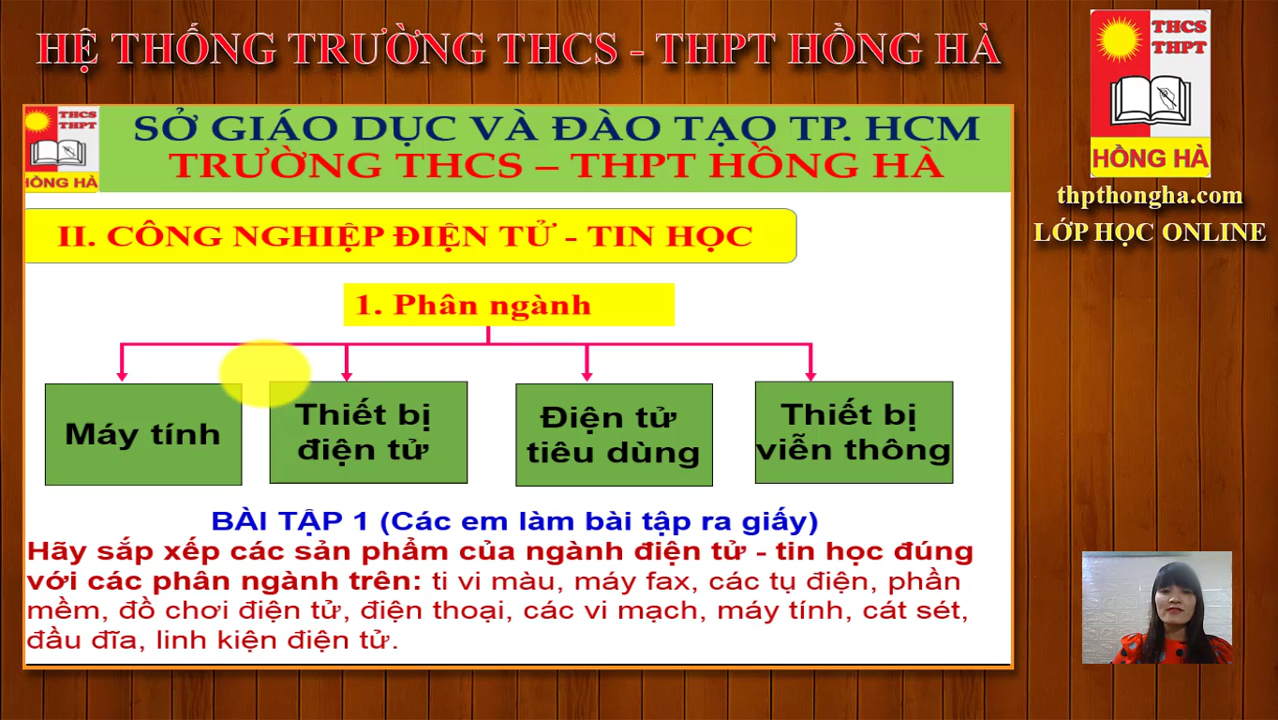 HỆ THỐNG TRƯỜNG THCS - THPT HỒNG HÀ
THCS
THPT
HỒNG HÀ
thpthongha.com
LỚP HỌC ONLINE
THCS
THPT
HỒNG HÀ
SỞ GIÁO DỤC VÀ ĐÀO TẠO TP. HCM
TRƯỜNG THCS – THPT HỒNG HÀ
II. CÔNG NGHIỆP ĐIỆN TỬ - TIN HỌC
1. Phân ngành
Máy tính
Thiết bị
điện tử
Điện tử
tiêu dùng
Thiết bị
viễn thông
BÀI TẬP 1 (Các em làm bài tập ra giấy)
Hãy sắp xếp các sản phẩm của ngành điện tử - tin học đúng
với các phân ngành trên: ti vi màu, máy fax, các tụ điện, phần
mềm, đồ chơi điện tử, điện thoại, các vi mạch, máy tính, cát sét,
đầu đĩa, linh kiện điện tử.